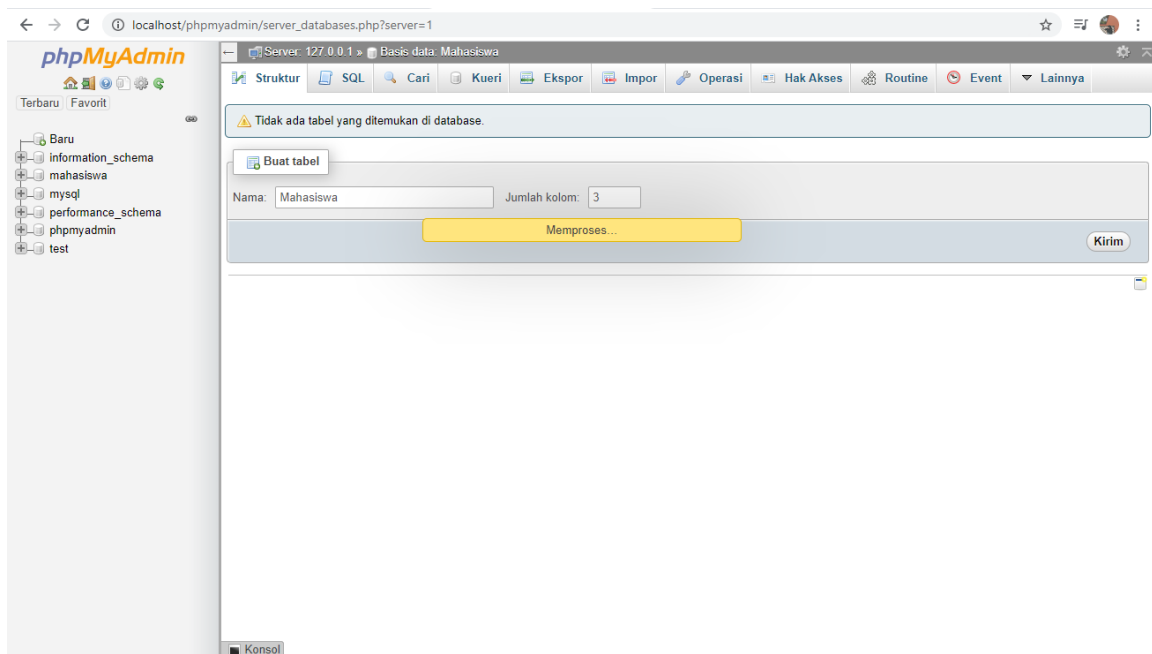 localhost/phpmyadmin/server_databases.php?server=1
phpMyAdmin
Terbaru Favorit
Baru
information_schema
mahasiswa
mysql
performance_schema
phpmyadmin
test
Server: 127.0.0.1 » Basis data: Mahasiswa
Struktur SQL Cari Kueri Ekspor Impor Operasi Hak Akses Routine Event Lainnya
Tidak ada tabel yang ditemukan di database.
Buat tabel
Nama: Mahasiswa Jumlah kolom: 3
Memproses...
Kirim
Konsol